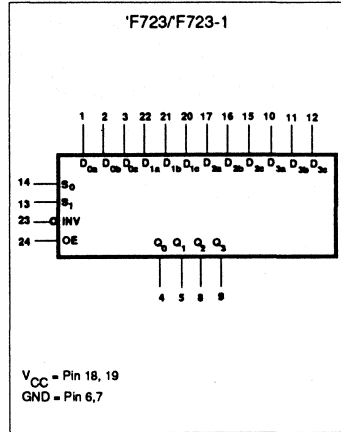 'F723/'F723-1
1 2 3 22 21 20 17 16 15 10 11 12
D0a D0b D0c D1a D1b D1c D2a D2b D2c D3a D3b D3c
14 S0
13 S1
23 INV
24 OE
Q0 Q1 Q2 Q3
4 5 8 9
VCC = Pin 18, 19
GND = Pin 6,7